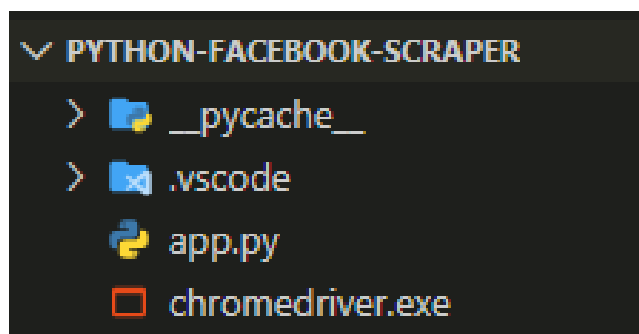 PYTHON-FACEBOOK-SCRAPER
__pycache__
.vscode
app.py
chromedriver.exe